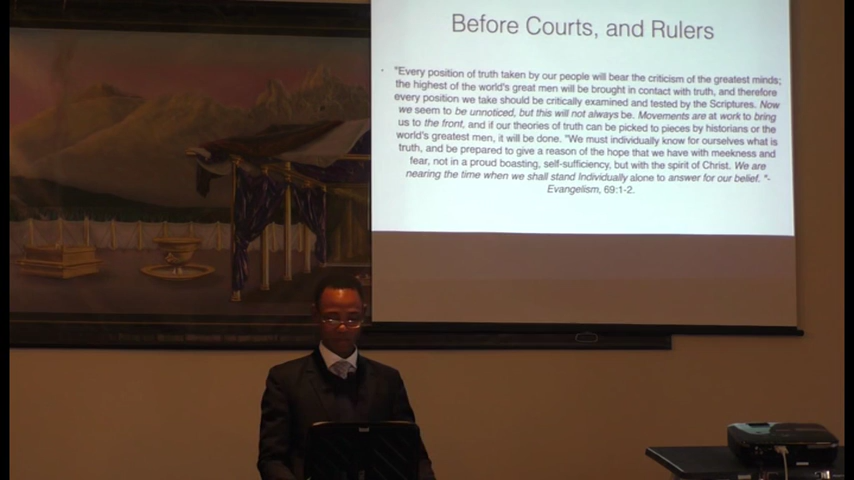 Before Courts, and Rulers
• "Every position of truth taken by our people will bear the criticism of the greatest minds;
the highest of the world's great men will be brought in contact with truth, and therefore
every position we take should be critically examined and tested by the Scriptures. Now
we seem to be unnoticed, but this will not always be. Movements are at work to bring
us to the front, and if our theories of truth can be picked to pieces by historians or the
world's greatest men, it will be done. "We must individually know for ourselves what is
truth, and be prepared to give a reason of the hope that we have with meekness and
fear, not in a proud boasting, self-sufficiency, but with the spirit of Christ. We are
nearing the time when we shall stand Individually alone to answer for our belief. "-
Evangelism, 69:1-2.